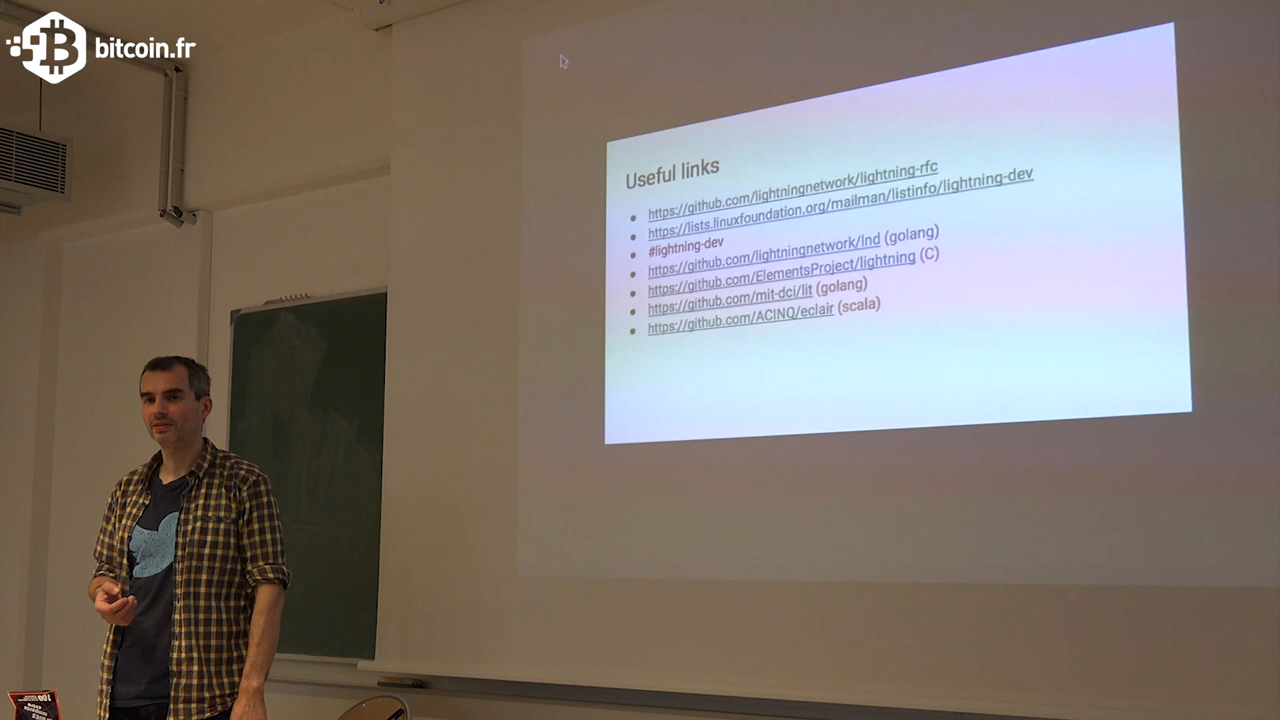 bitcoin.fr
Useful links
https://github.com/lightningnetwork/lightning-rfc
https://lists.linuxfoundation.org/mailman/listinfo/lightning-dev
#lightning-dev
https://github.com/lightningnetwork/lnd (golang)
https://github.com/ElementsProject/lightning (C)
https://github.com/mit-dci/lit (golang)
https://github.com/ACINQ/eclair (scala)